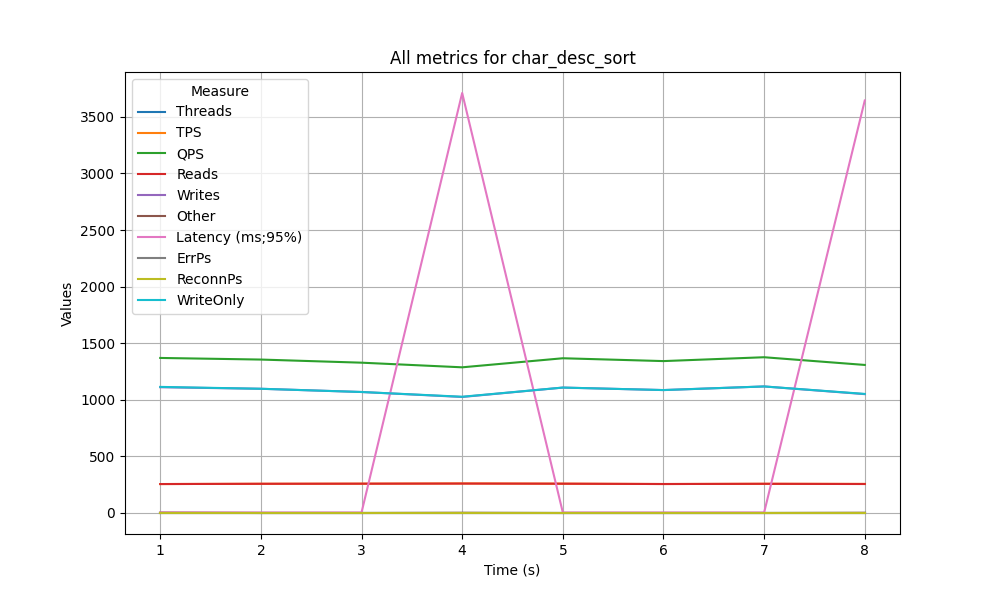 All metrics for char_desc_sort
Measure
Threads
TPS
QPS
Reads
Writes
Other
Latency (ms;95%)
ErrPs
ReconnPs
WriteOnly
Values
3500
3000
2500
2000
1500
1000
500
0
1 2 3 4 5 6 7 8
Time (s)